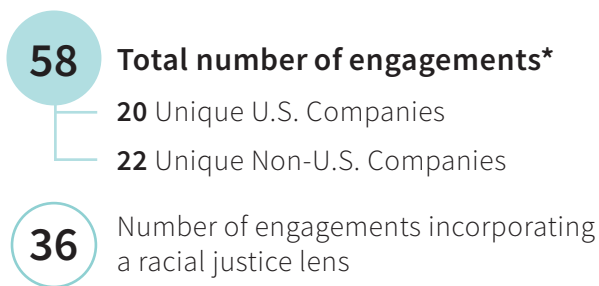 58 Total number of engagements*
20 Unique U.S. Companies
22 Unique Non-U.S. Companies
36 Number of engagements incorporating
a racial justice lens